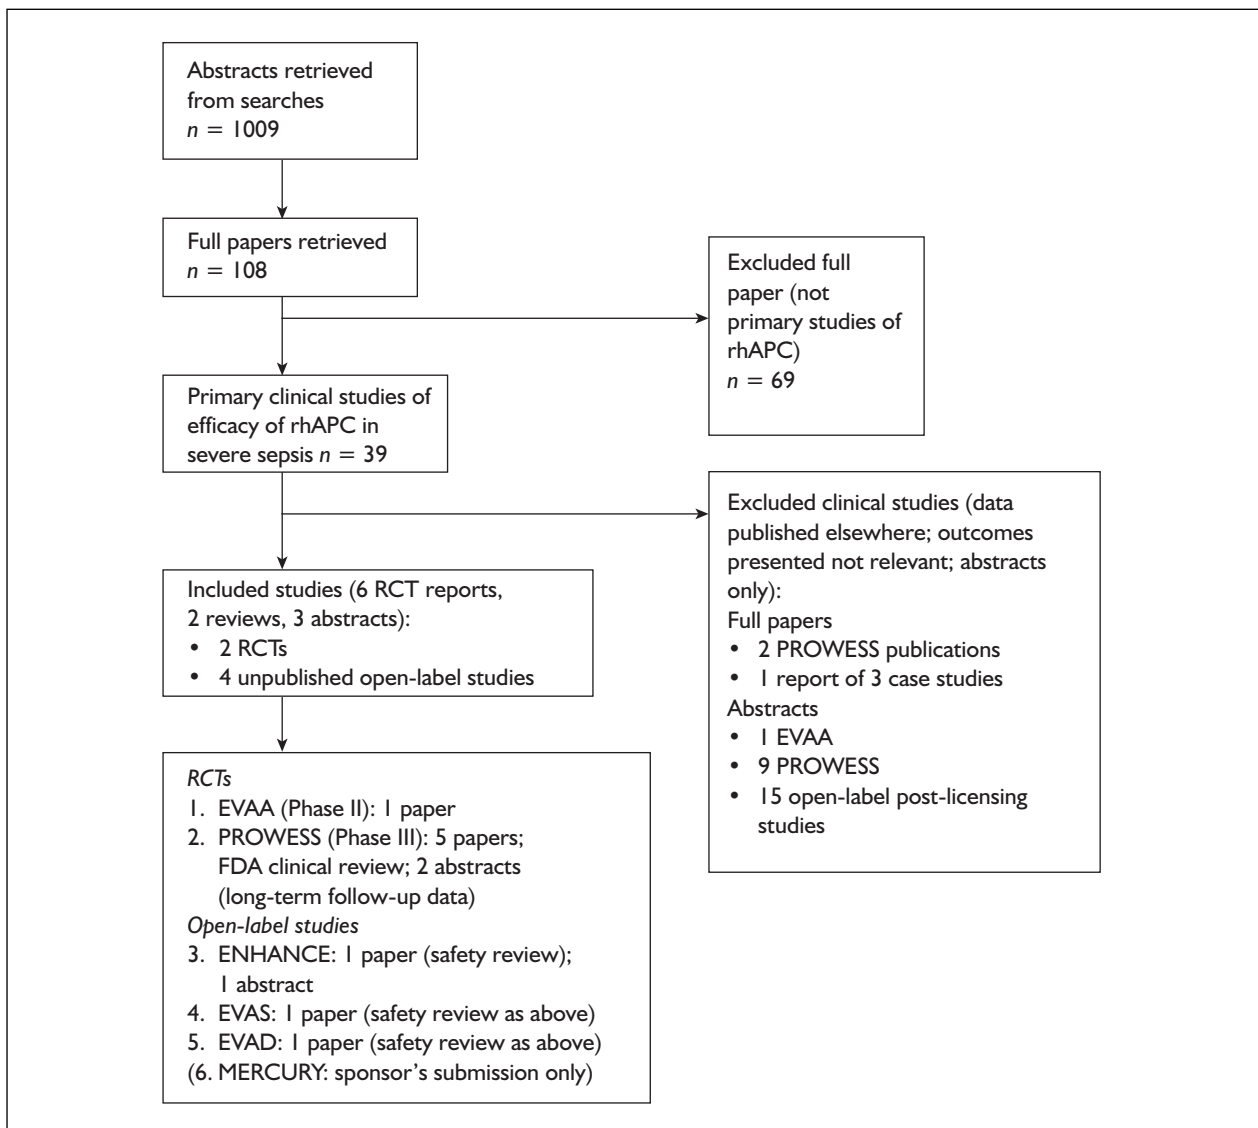 Abstracts retrieved
from searches
n = 1009
Full papers retrieved
n = 108
Excluded full
paper (not
primary studies of
rhAPC)
n = 69
Primary clinical studies of
efficacy of rhAPC in
severe sepsis n = 39
Excluded clinical studies (data
published elsewhere; outcomes
presented not relevant; abstracts
only):
Full papers
• 2 PROWESS publications
• 1 report of 3 case studies
Abstracts
• 1 EVAA
• 9 PROWESS
• 15 open-label post-licensing
studies
Included studies (6 RCT reports,
2 reviews, 3 abstracts):
• 2 RCTs
• 4 unpublished open-label studies
RCTs
1. EVAA (Phase II): 1 paper
2. PROWESS (Phase III): 5 papers;
FDA clinical review; 2 abstracts
(long-term follow-up data)
Open-label studies
3. ENHANCE: 1 paper (safety review);
1 abstract
4. EVAS: 1 paper (safety review as above)
5. EVAD: 1 paper (safety review as above)
(6. MERCURY: sponsor's submission only)